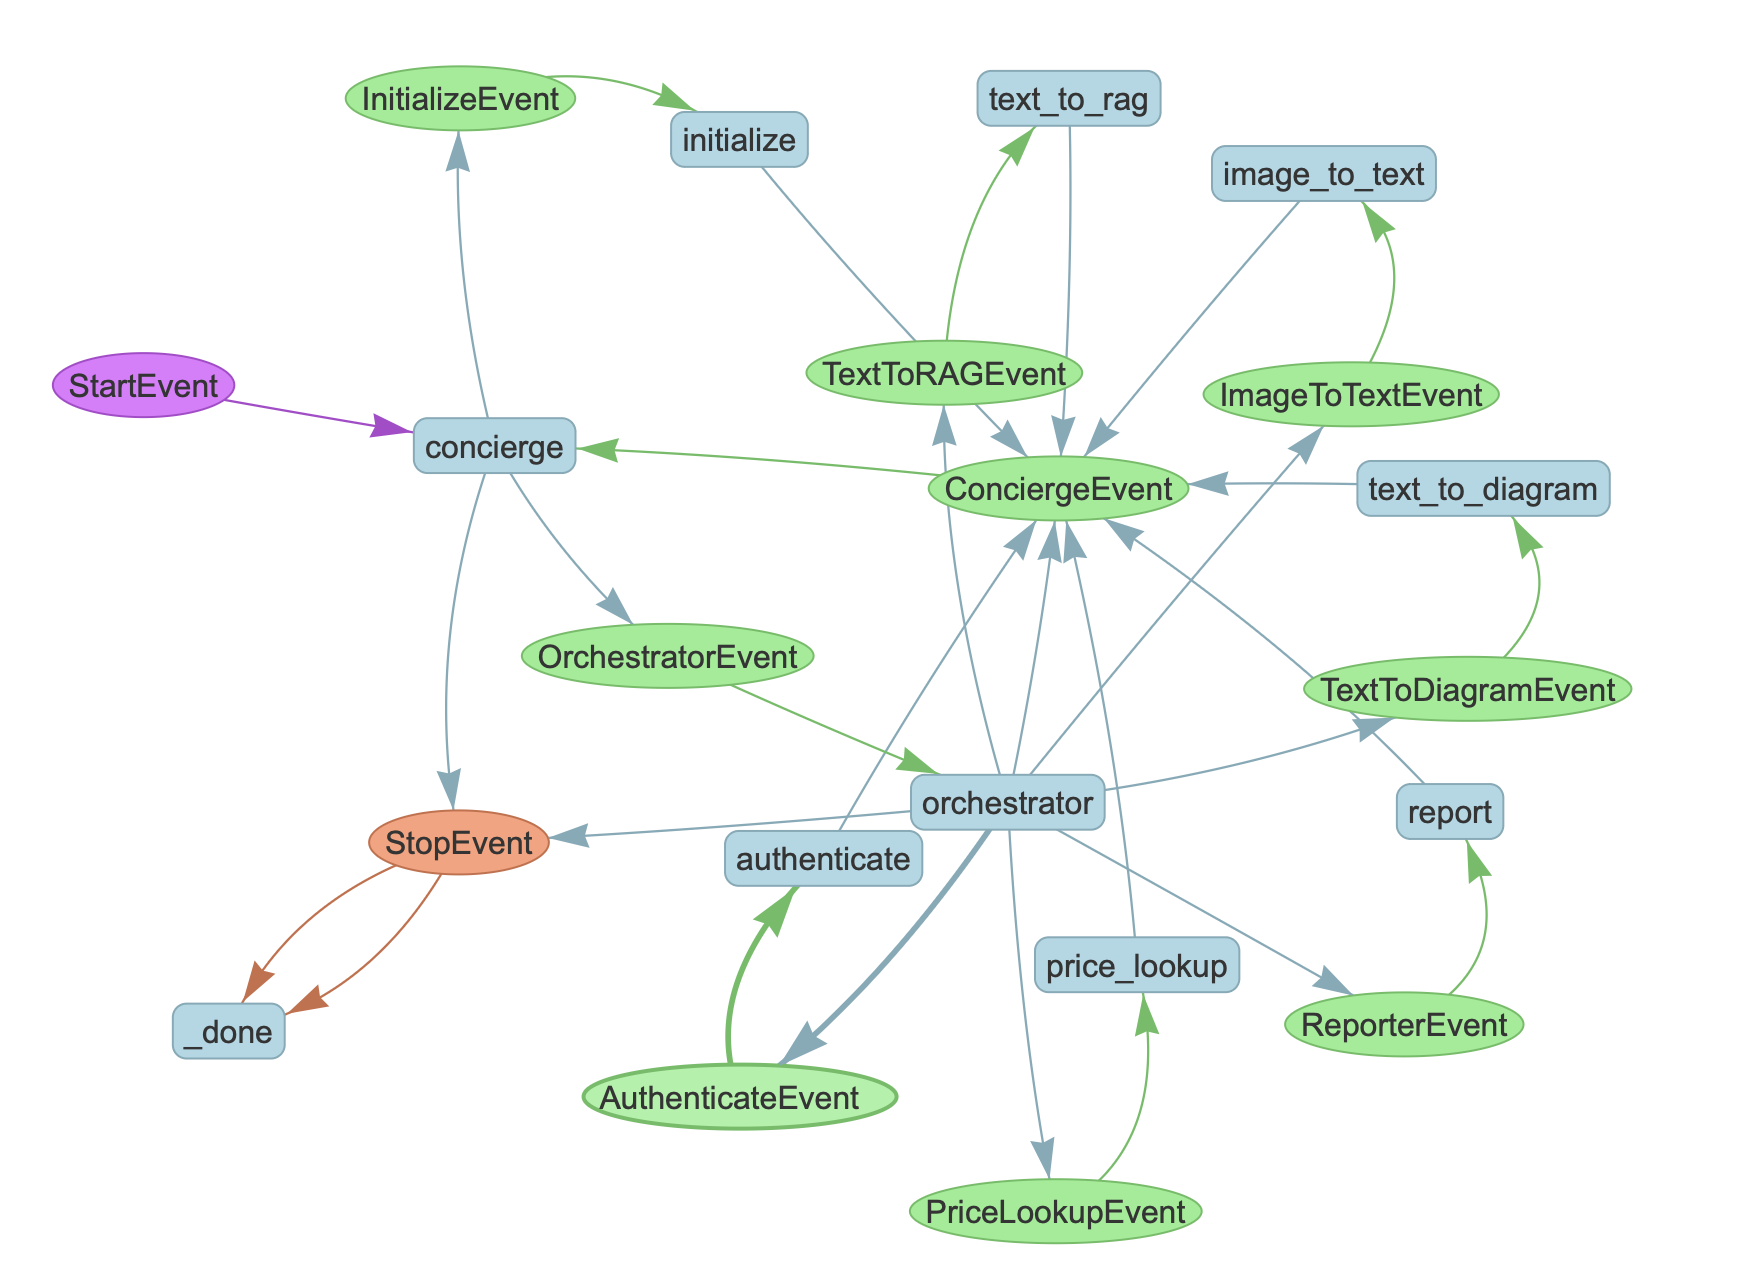 InitializeEvent
text_to_rag
initialize
image_to_text
TextToRAGEvent
StartEvent
ImageToTextEvent
concierge
ConciergeEvent
text_to_diagram
OrchestratorEvent
TextToDiagramEvent
orchestrator
report
StopEvent
authenticate
price_lookup
ReporterEvent
_done
AuthenticateEvent
PriceLookupEvent